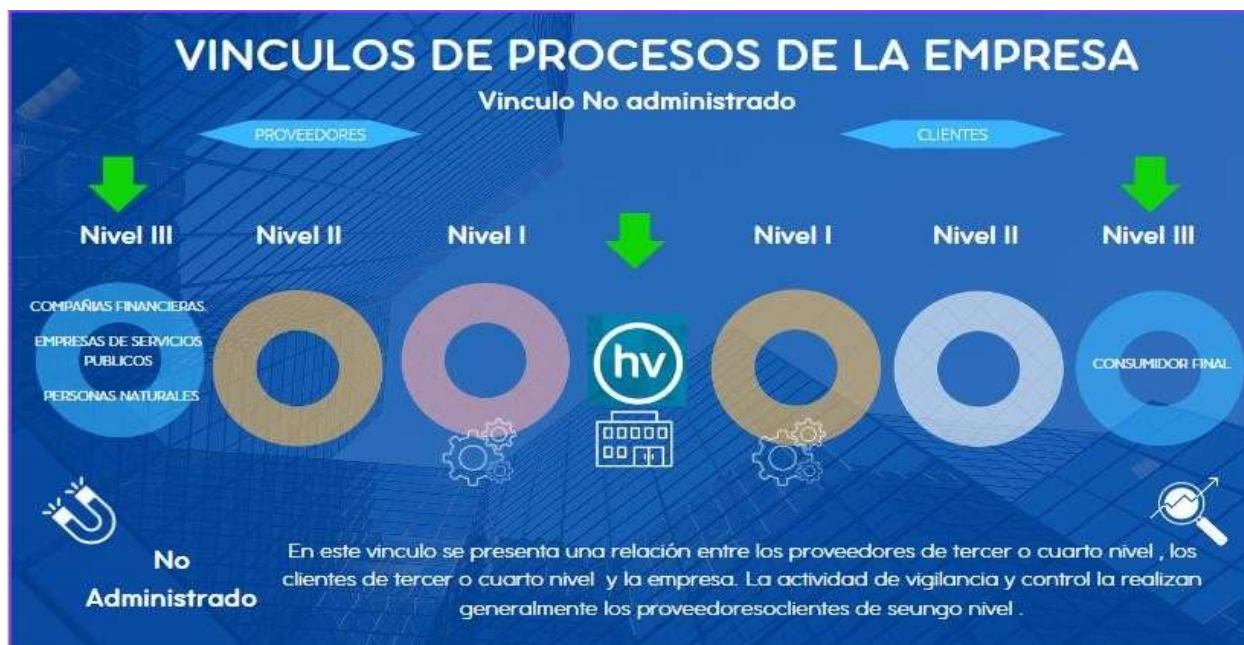 VINCULOS DE PROCESOS DE LA EMPRESA
Vinculo No administrado
PROVEEDORES
CLIENTES
Nivel III
Nivel II
Nivel I
Nivel I
Nivel II
Nivel III
COMPAÑIAS FINANCIERAS
EMPRESAS DE SERVICIOS
PUBLICOS
PERSONAS NATURALES
hv
CONSUMIDOR FINAL
No
Administrado
En este vinculo se presenta una relación entre los proveedores de tercer o cuarto nivel , los
clientes de tercer o cuarto nivel y la empresa. La actividad de vigilancia y control la realizan
generalmente los proveedoresoclientes de seungo nivel .